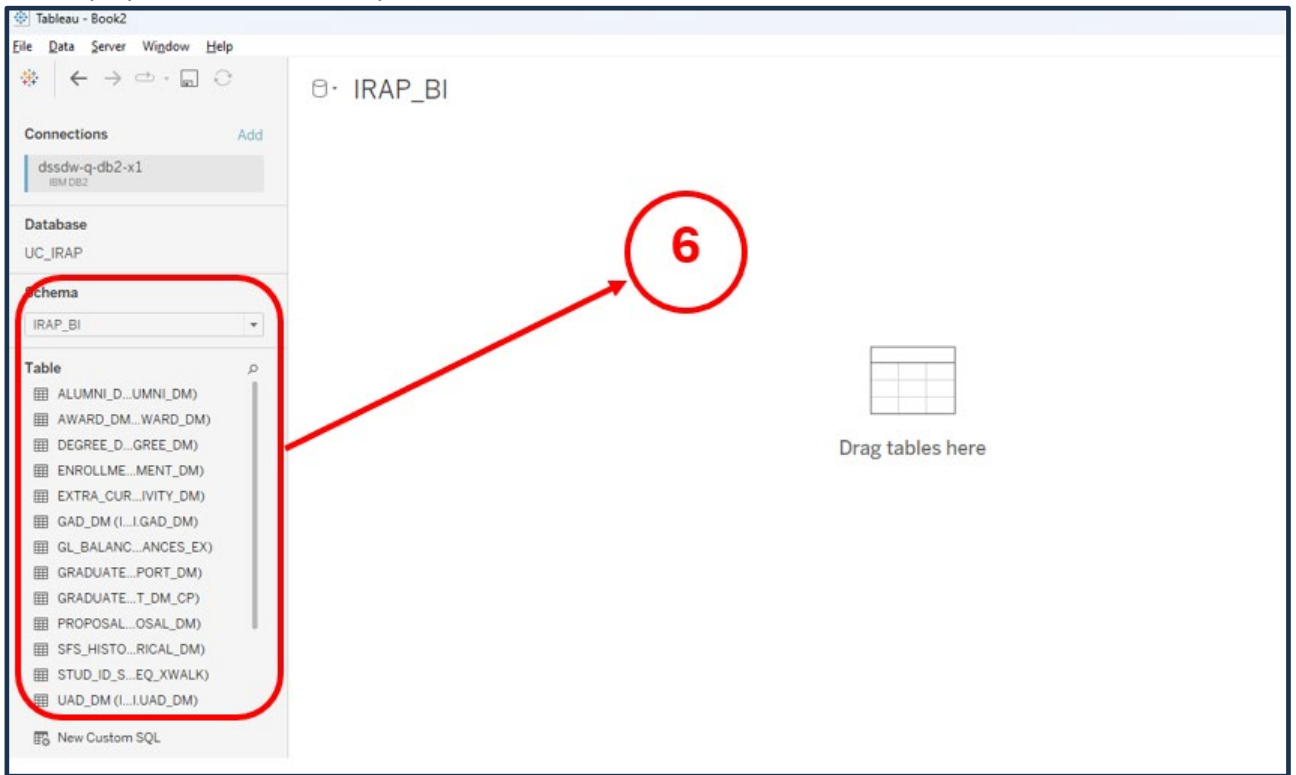 Tableau - Book2
File Data Server Window Help
IRAP_BI
Connections Add
dssdw-q-db2-x1
IBM DB2
Database
UC_IRAP
Schema
IRAP_BI
Table
ALUMNI_D...UMNI_DM)
AWARD_DM...WARD_DM)
DEGREE_D...GREE_DM)
ENROLLME...MENT_DM)
EXTRA_CUR...IVITY_DM)
GAD_DM (I...I.GAD_DM)
GL_BALANC...ANCES_EX)
GRADUATE...PORT_DM)
GRADUATE...T_DM_CP)
PROPOSAL...OSAL_DM)
SFS_HISTO...RICAL_DM)
STUD_ID_S...EQ_XWALK)
UAD_DM (I...I.UAD_DM)
New Custom SQL
6
Drag tables here